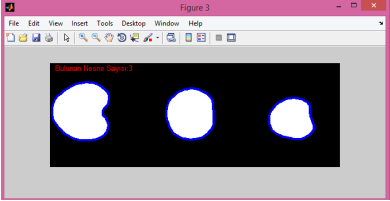 Figure 3
File Edit View Insert Tools Desktop Window Help
Bulunan Nesne Sayısı:3